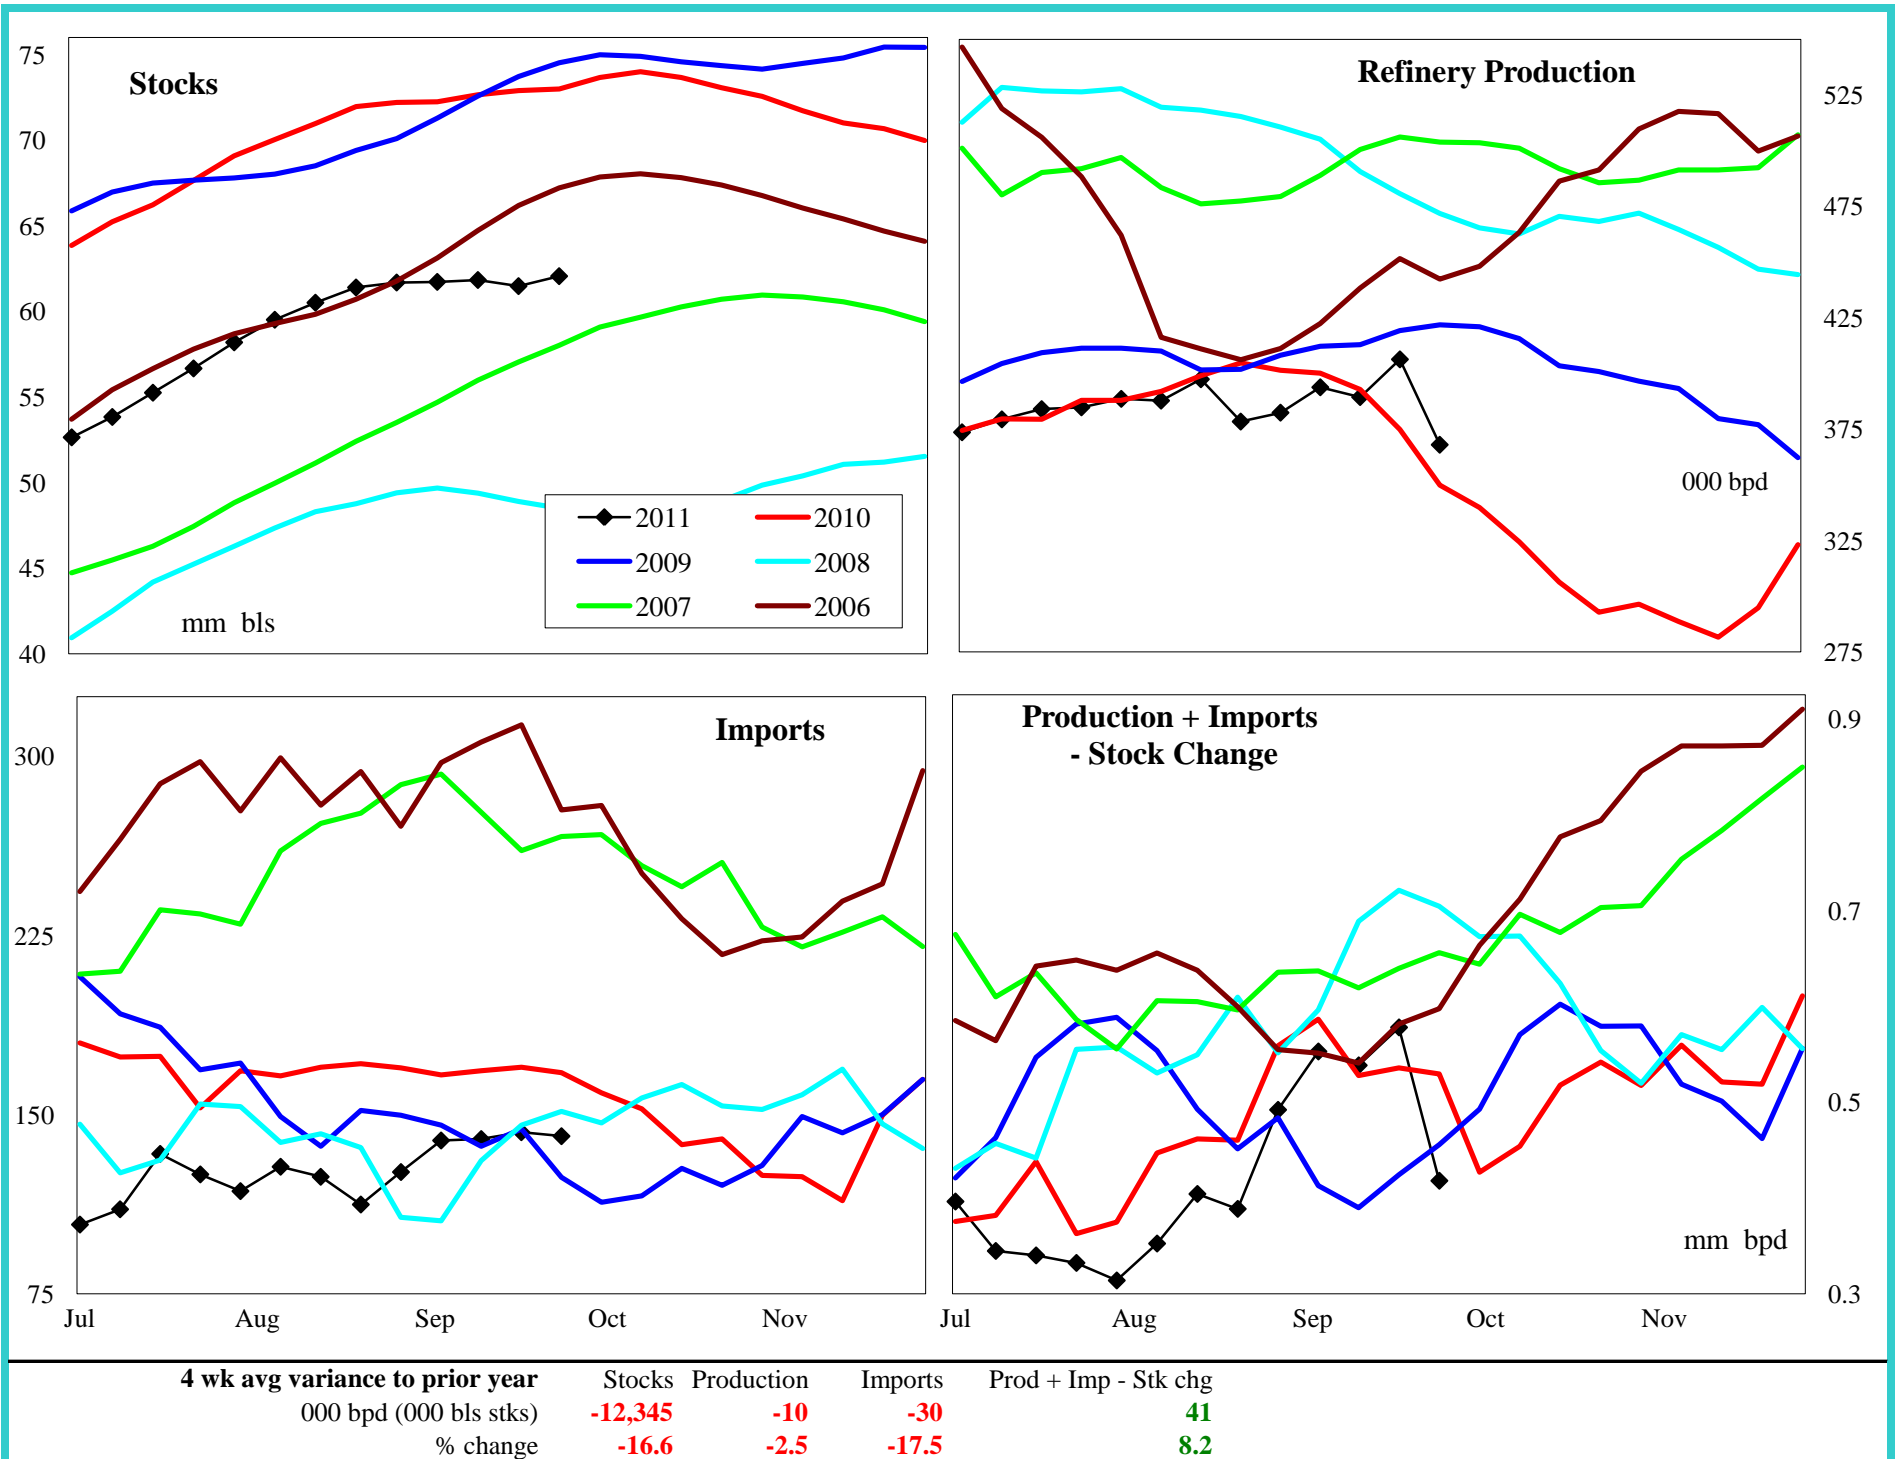 Stocks
75
70
65
60
55
50
45
40
mm bls
2011
2010
2009
2008
2007
2006
Refinery Production
525
475
425
375
325
275
000 bpd
Imports
300
225
150
75
Jul Aug Sep Oct Nov
Production + Imports
- Stock Change
0.9
0.7
0.5
0.3
mm bpd
Jul Aug Sep Oct Nov
4 wk avg variance to prior year Stocks Production Imports Prod + Imp - Stk chg
000 bpd (000 bls stks) -12,345 -10 -30 41
% change -16.6 -2.5 -17.5 8.2